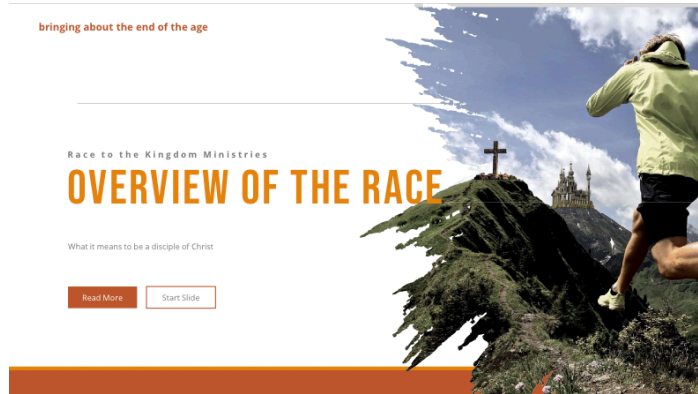 bringing about the end of the age
Race to the Kingdom Ministries
OVERVIEW OF THE RACE
What it means to be a disciple of Christ
Read More
Start Slide